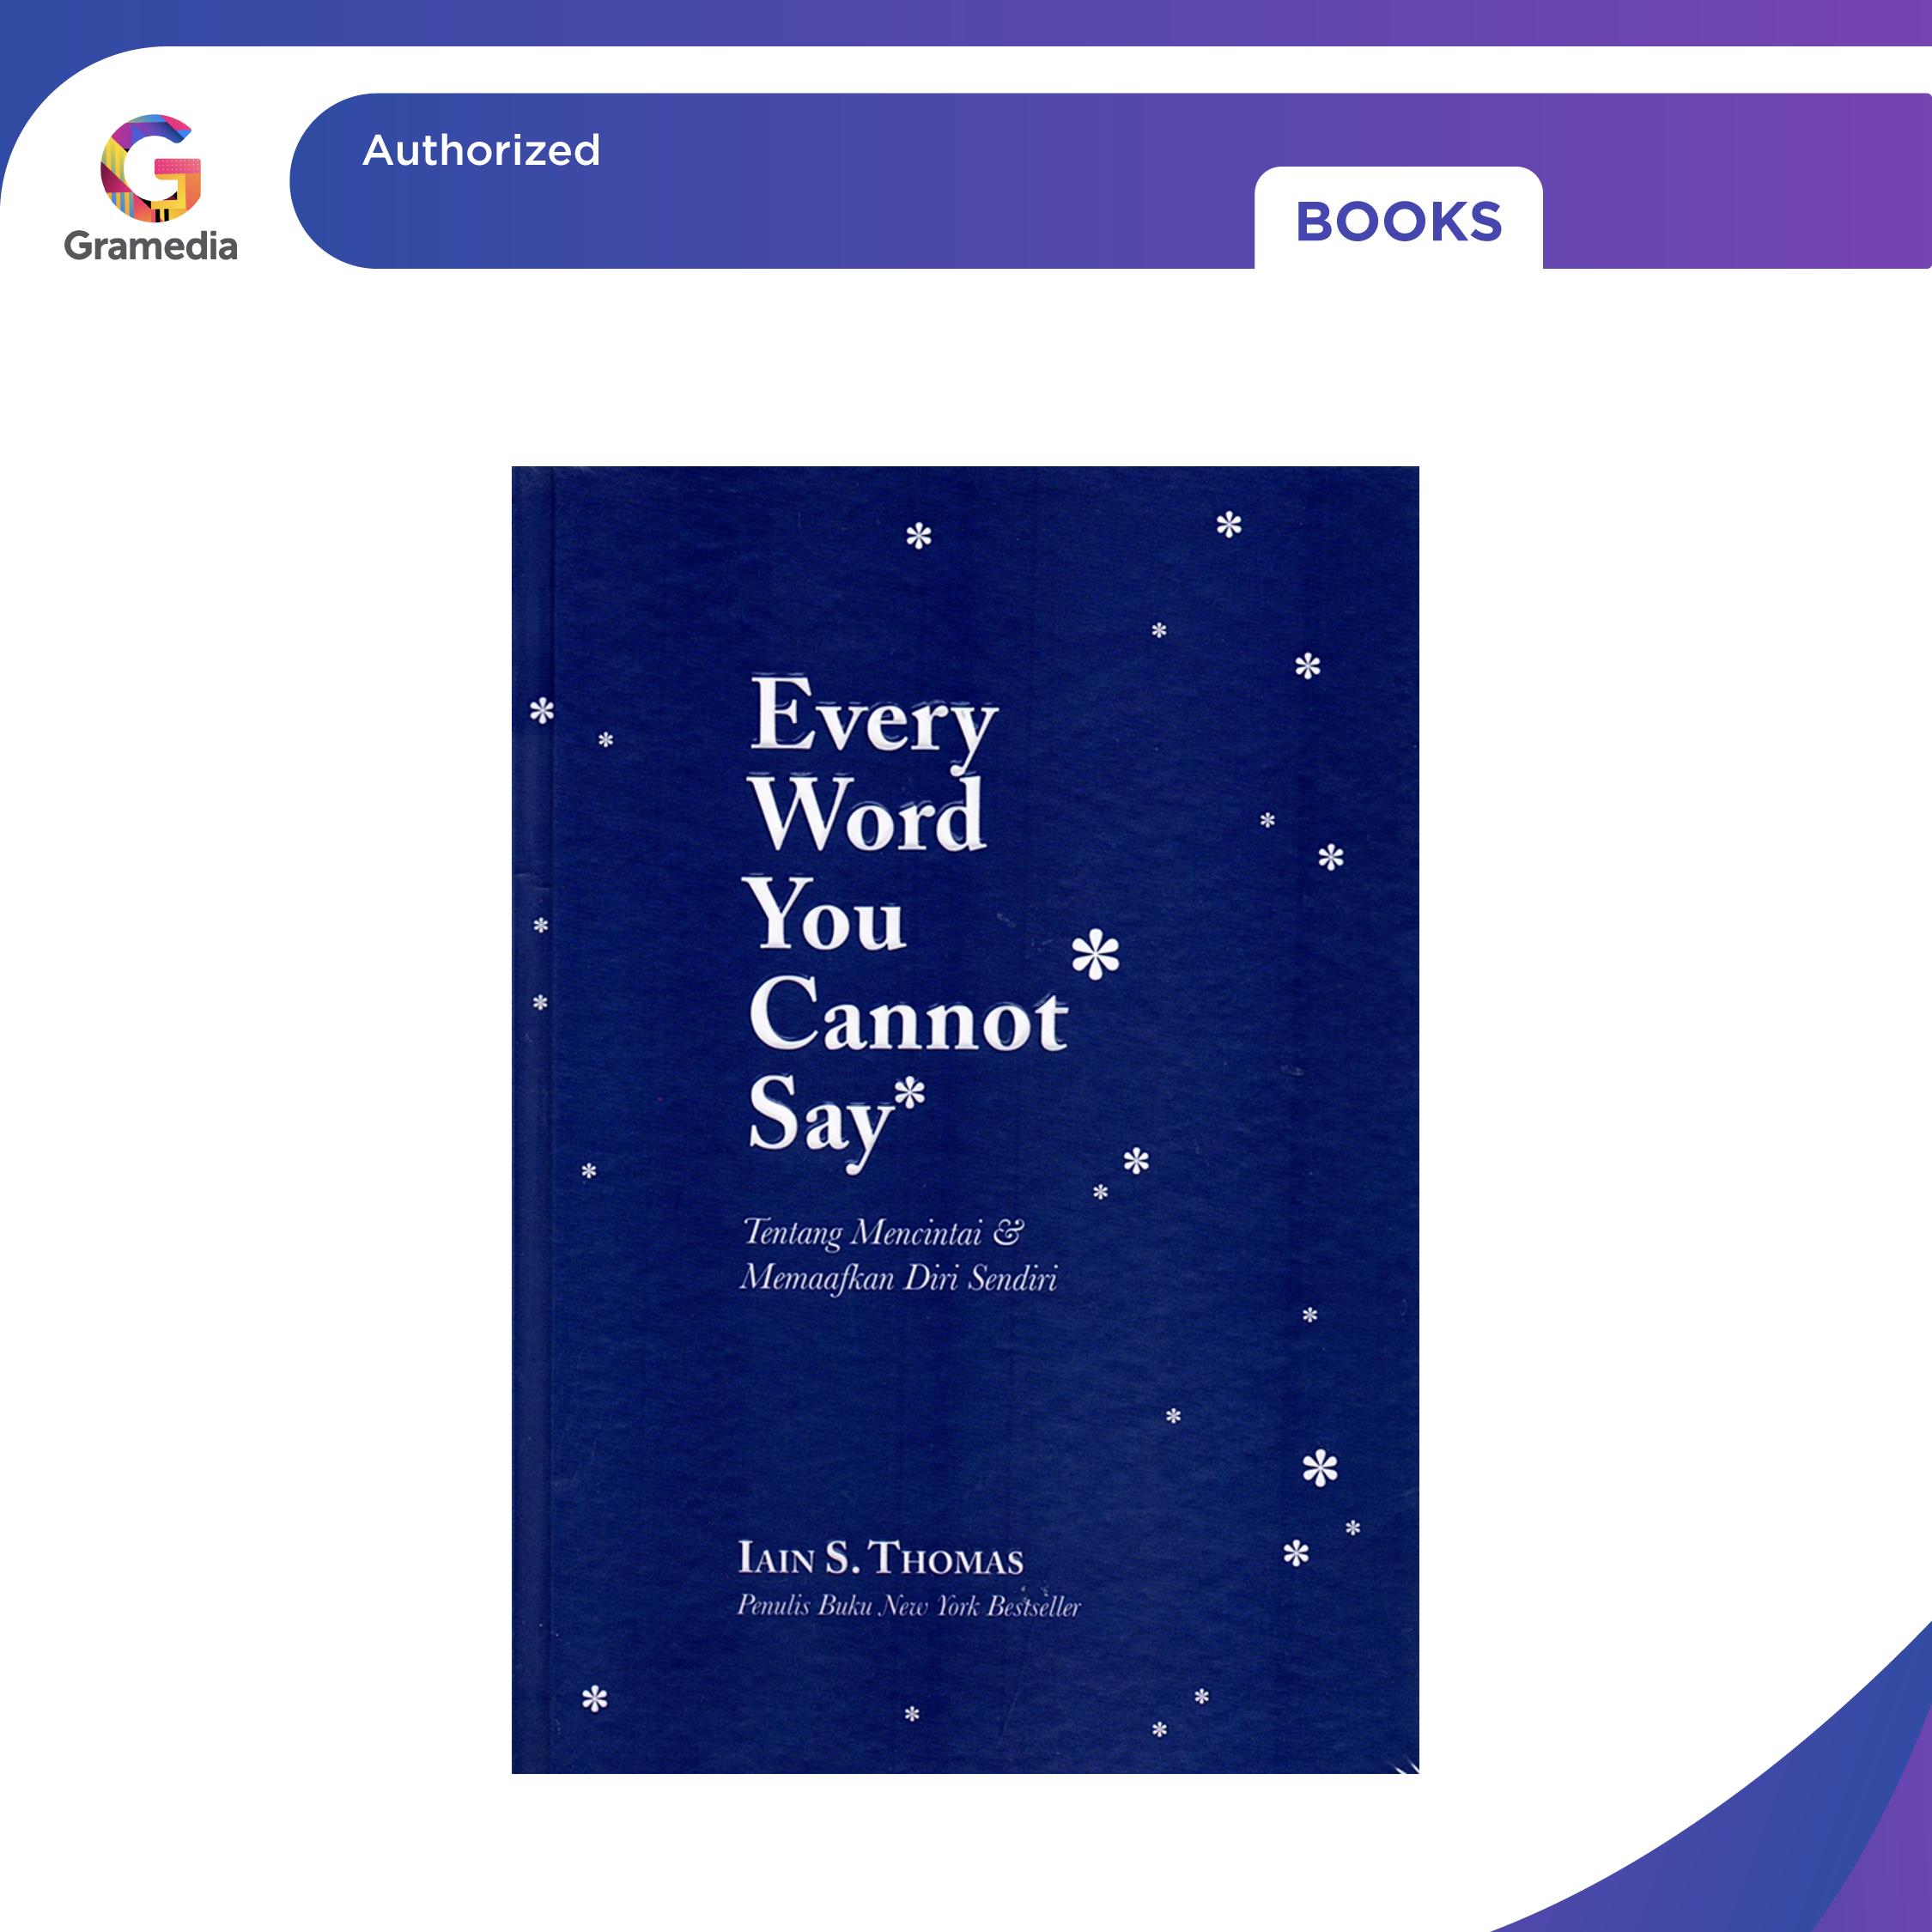 Gramedia
Authorized
BOOKS
Every
Word
You
Cannot*
Say*
Tentang Mencintai &
Memaafkan Diri Sendiri
IAIN S. THOMAS
Penulis Buku New York Bestseller